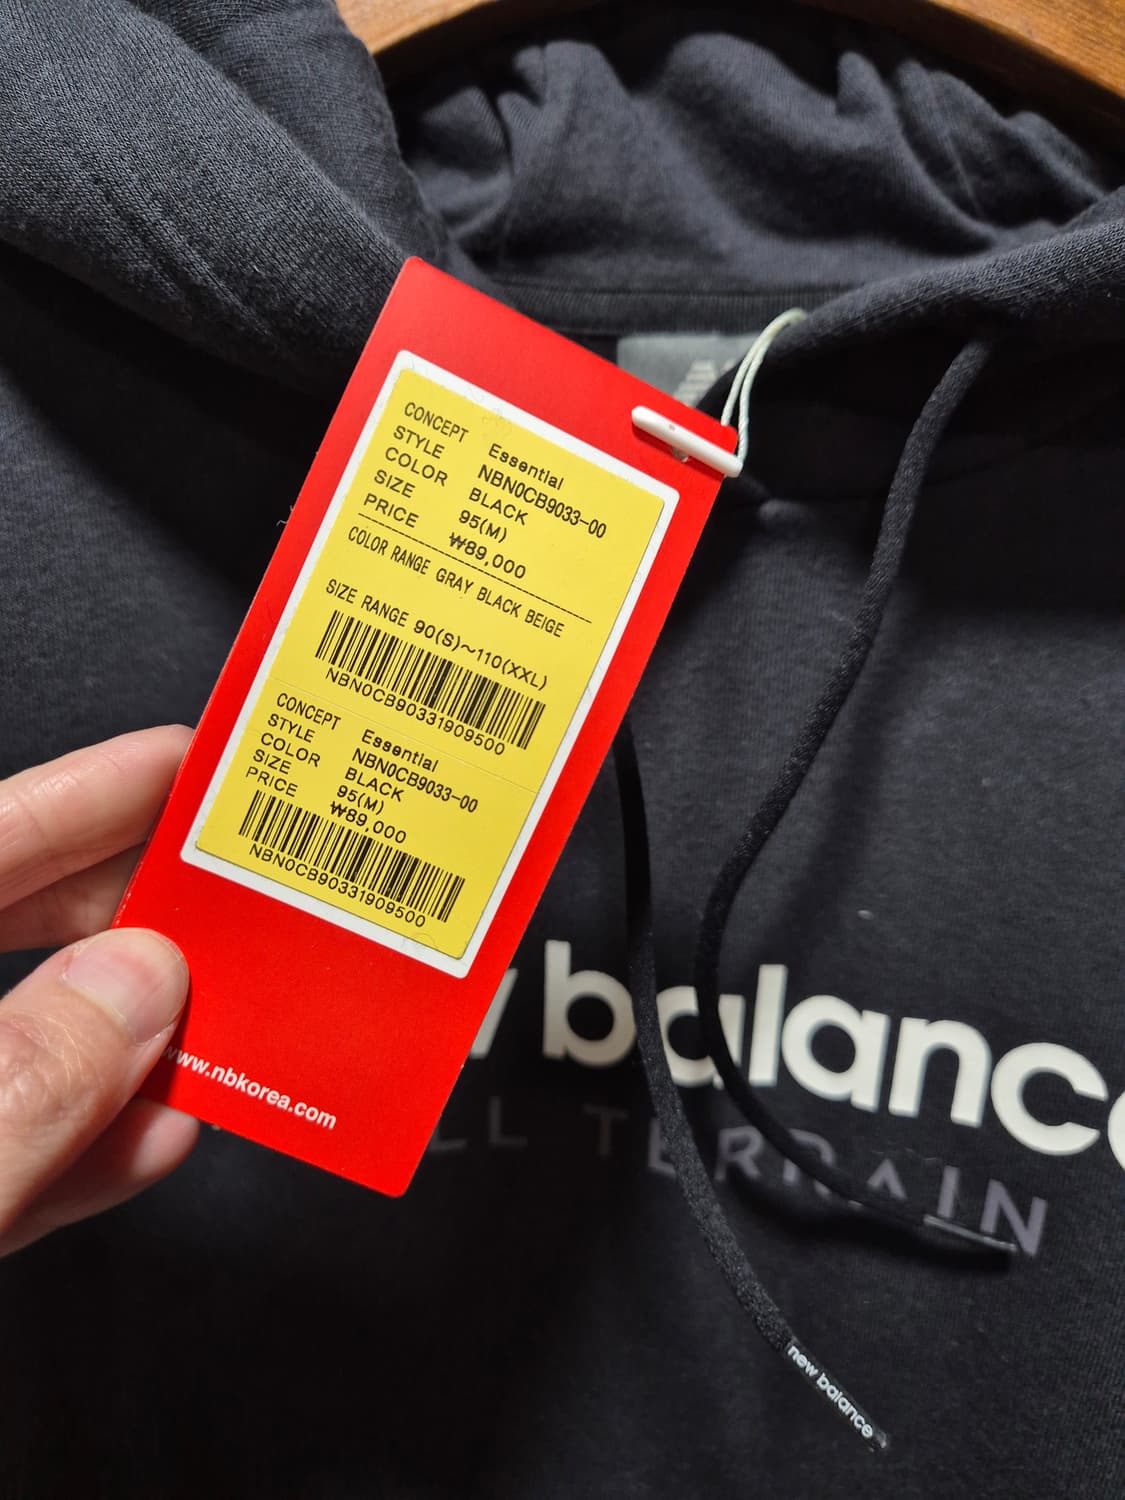 CONCEPT Essential
STYLE NBN0CB9033-00
COLOR BLACK
SIZE 95(M)
PRICE ₩89,000
COLOR RANGE GRAY BLACK BEIGE
SIZE RANGE 90(S)~110(XXL)
NBN0CB90331909500
CONCEPT Essential
STYLE NBN0CB9033-00
COLOR BLACK
SIZE 95(M)
PRICE ₩89,000
NBN0CB90331909500
www.nbkorea.com
balance
TERRAIN
new balance